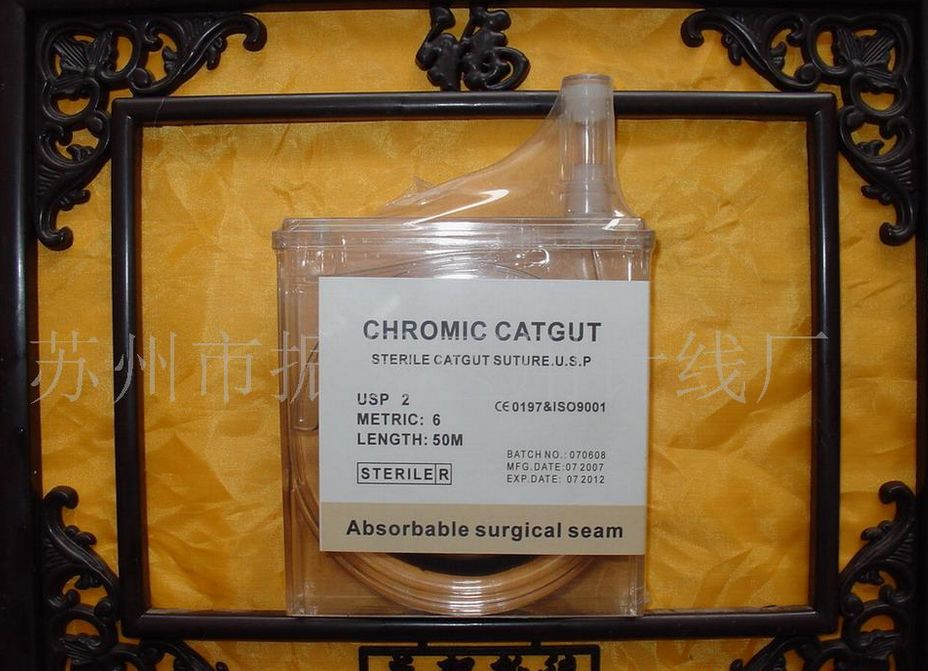 CHROMIC CATGUT
STERILE CATGUT SUTURE.U.S.P
苏州市振
线厂
USP 2
CE 0197&ISO9001
METRIC: 6
LENGTH: 50M
STERILE R
BATCH NO.: 070608
MFG.DATE: 07 2007
EXP.DATE: 07 2012
Absorbable surgical seam